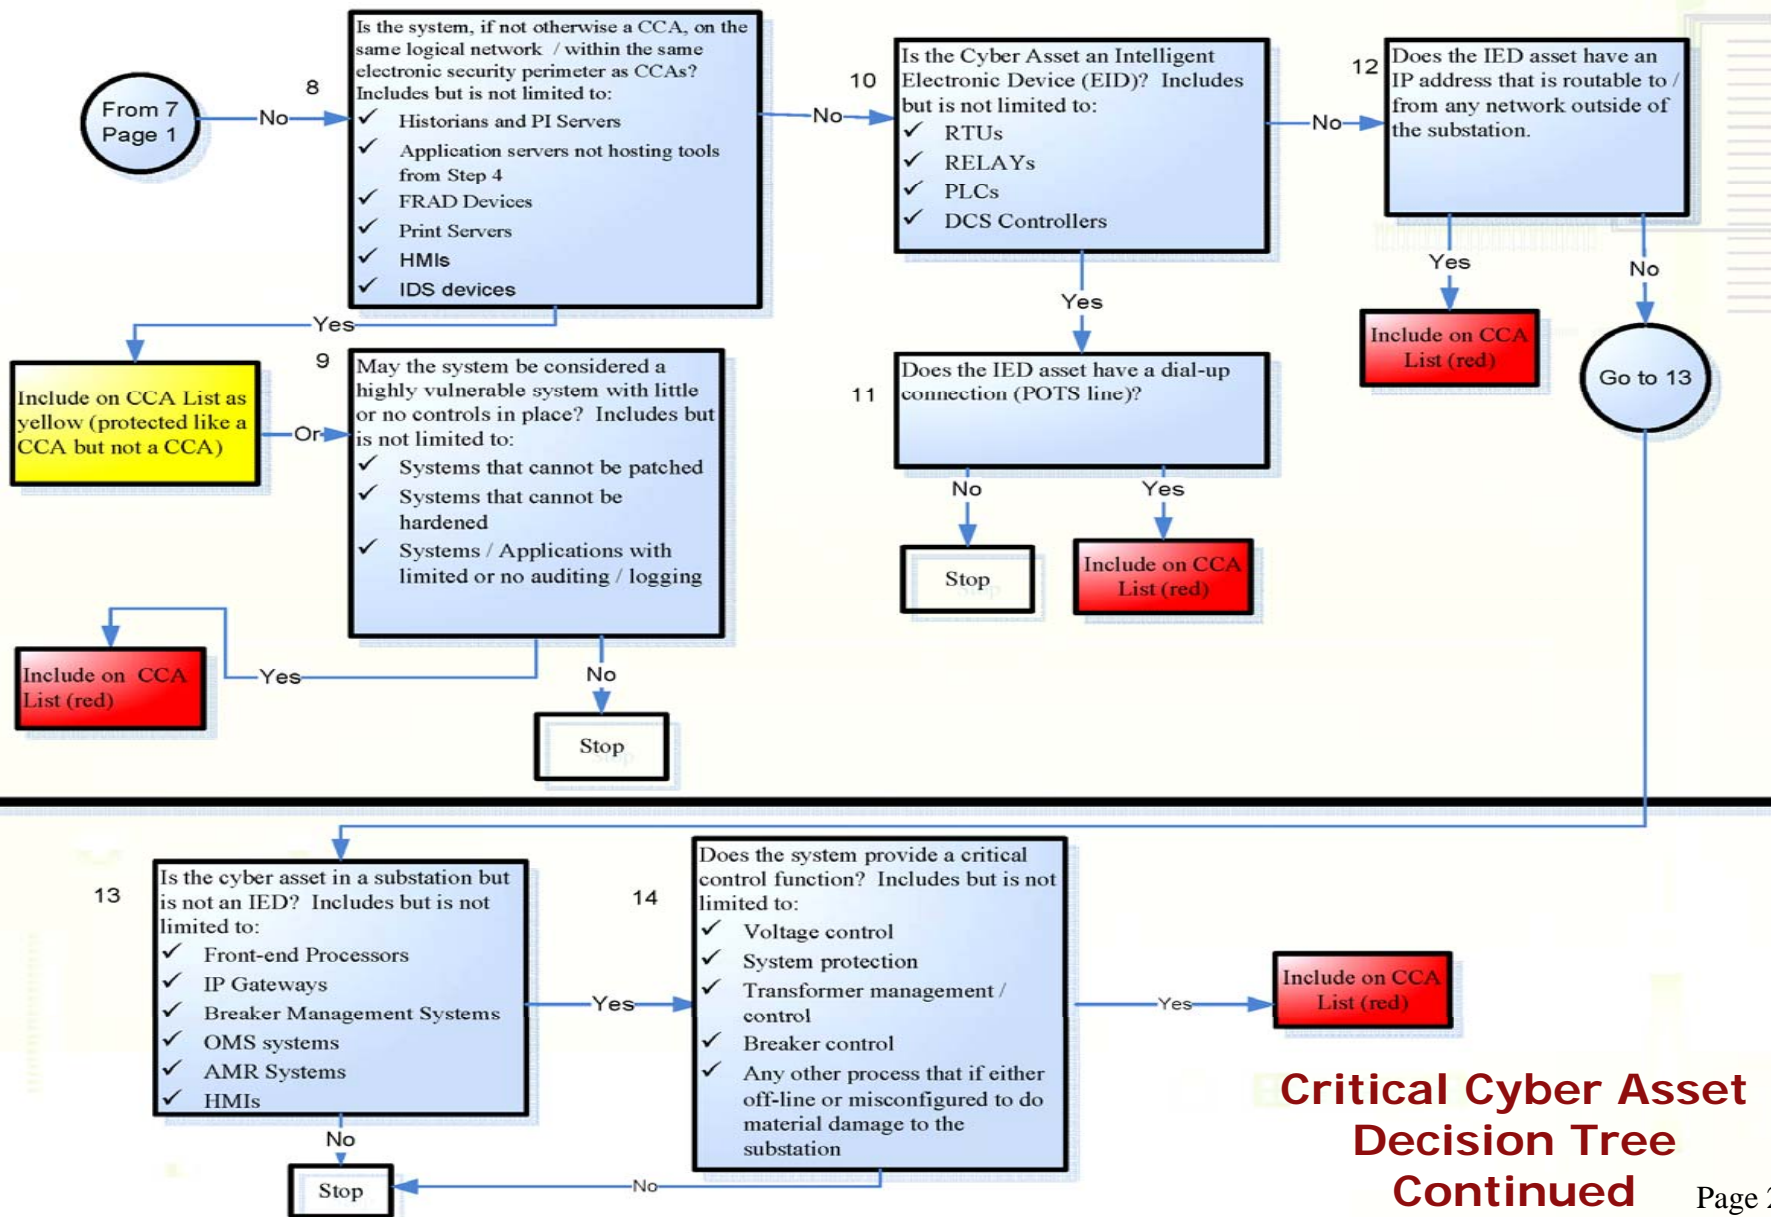 From 7
Page 1
No
8
Is the system, if not otherwise a CCA, on the
same logical network / within the same
electronic security perimeter as CCAs?
Includes but is not limited to:
✓ Historians and PI Servers
✓ Application servers not hosting tools
from Step 4
✓ FRAD Devices
✓ Print Servers
✓ HMIs
✓ IDS devices
No
10
Is the Cyber Asset an Intelligent
Electronic Device (EID)? Includes
but is not limited to:
✓ RTUs
✓ RELAYs
✓ PLCs
✓ DCS Controllers
No
12
Does the IED asset have an
IP address that is routable to /
from any network outside of
the substation.
Yes
Include on CCA
List (red)
No
Go to 13
Yes
Include on CCA List as
yellow (protected like a
CCA but not a CCA)
Or
9
May the system be considered a
highly vulnerable system with little
or no controls in place? Includes but
is not limited to:
✓ Systems that cannot be patched
✓ Systems that cannot be
hardened
✓ Systems / Applications with
limited or no auditing / logging
Yes
Include on CCA
List (red)
No
Stop
Yes
11
Does the IED asset have a dial-up
connection (POTS line)?
No
Stop
Yes
Include on CCA
List (red)
13
Is the cyber asset in a substation but
is not an IED? Includes but is not
limited to:
✓ Front-end Processors
✓ IP Gateways
✓ Breaker Management Systems
✓ OMS systems
✓ AMR Systems
✓ HMIs
No
Stop
Yes
14
Does the system provide a critical
control function? Includes but is not
limited to:
✓ Voltage control
✓ System protection
✓ Transformer management /
control
✓ Breaker control
✓ Any other process that if either
off-line or misconfigured to do
material damage to the
substation
No
Yes
Include on CCA
List (red)
Critical Cyber Asset
Decision Tree
Continued
Page 2